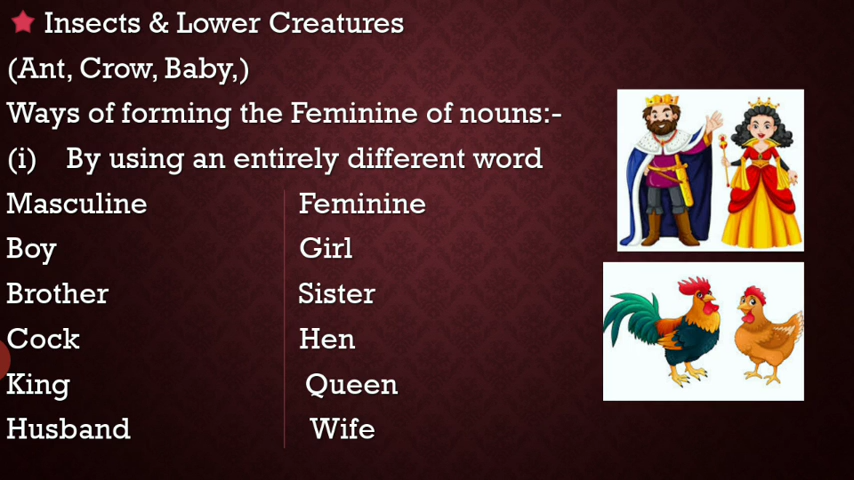 Insects & Lower Creatures
(Ant, Crow, Baby,)
Ways of forming the Feminine of nouns:-
(i) By using an entirely different word
Masculine Feminine
Boy Girl
Brother Sister
Cock Hen
King Queen
Husband Wife